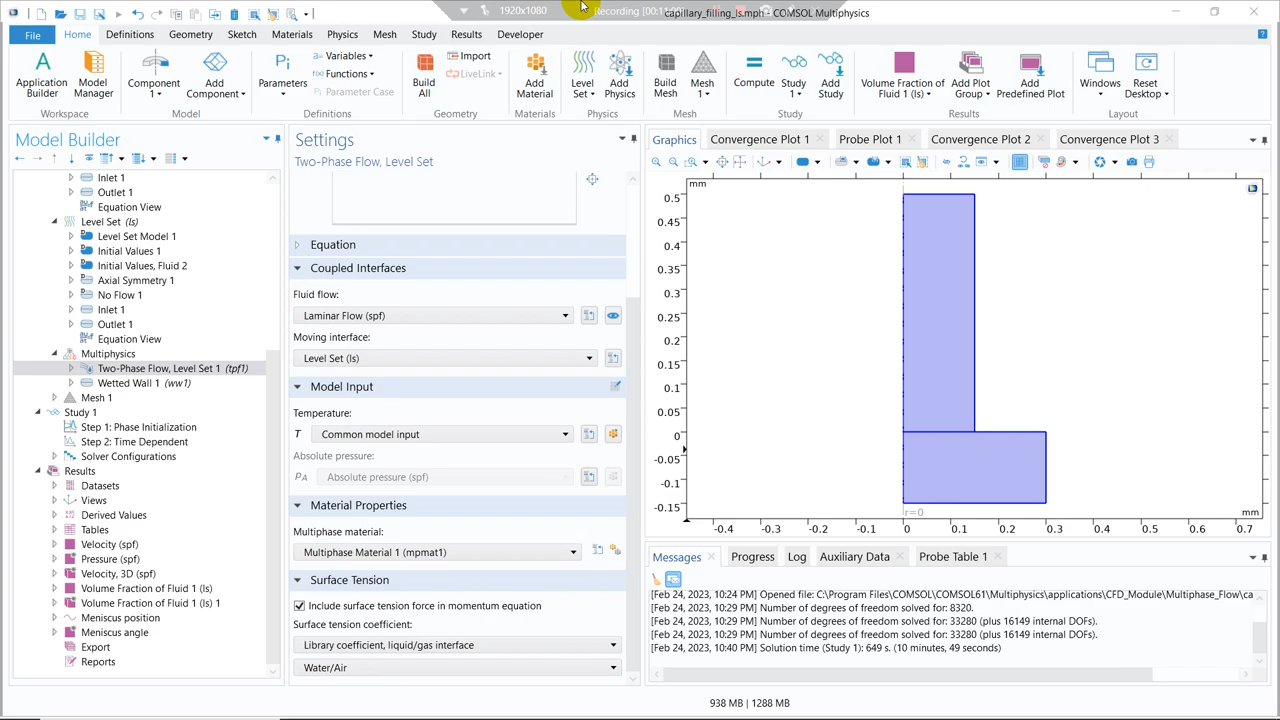 1920x1080
Recording [00:11:
capillary_filling_ls.mph - COMSOL Multiphysics
File Home Definitions Geometry Sketch Materials Physics Mesh Study Results Developer
Application Builder
Model Manager
Workspace
Component 1
Add Component
Model
Pi
Parameters
a= Variables
f(x) Functions
Pi Parameter Case
Definitions
Build All
Import
LiveLink
Geometry
Add Material
Materials
Level Set
Add Physics
Physics
Build Mesh
Mesh 1
Mesh
Compute
Study 1
Add Study
Study
Volume Fraction of Fluid 1 (ls)
Add Plot Group
Add Predefined Plot
Results
Windows
Reset Desktop
Layout
Model Builder
Inlet 1
Outlet 1
Equation View
Level Set (ls)
Level Set Model 1
Initial Values 1
Initial Values, Fluid 2
Axial Symmetry 1
No Flow 1
Inlet 1
Outlet 1
Equation View
Multiphysics
Two-Phase Flow, Level Set 1 (tpf1)
Wetted Wall 1 (ww1)
Mesh 1
Study 1
Step 1: Phase Initialization
Step 2: Time Dependent
Solver Configurations
Results
Datasets
Views
Derived Values
Tables
Velocity (spf)
Pressure (spf)
Velocity, 3D (spf)
Volume Fraction of Fluid 1 (ls)
Volume Fraction of Fluid 1 (ls) 1
Meniscus position
Meniscus angle
Export
Reports
Settings
Two-Phase Flow, Level Set
Equation
Coupled Interfaces
Fluid flow:
Laminar Flow (spf)
Moving interface:
Level Set (ls)
Model Input
Temperature:
T Common model input
Absolute pressure:
PA Absolute pressure (spf)
Material Properties
Multiphase material:
Multiphase Material 1 (mpmat1)
Surface Tension
Include surface tension force in momentum equation
Surface tension coefficient:
Library coefficient, liquid/gas interface
Water/Air
Graphics Convergence Plot 1 Probe Plot 1 Convergence Plot 2 Convergence Plot 3
mm
0.5
0.45
0.4
0.35
0.3
0.25
0.2
0.15
0.1
0.05
0
-0.05
-0.1
-0.15
r=0
mm
-0.4 -0.3 -0.2 -0.1 0 0.1 0.2 0.3 0.4 0.5 0.6 0.7
Messages Progress Log Auxiliary Data Probe Table 1
[Feb 24, 2023, 10:24 PM] Opened file: C:\Program Files\COMSOL\COMSOL61\Multiphysics\applications\CFD_Module\Multiphase_Flow\ca
[Feb 24, 2023, 10:29 PM] Number of degrees of freedom solved for: 8320.
[Feb 24, 2023, 10:29 PM] Number of degrees of freedom solved for: 33280 (plus 16149 internal DOFs).
[Feb 24, 2023, 10:29 PM] Number of degrees of freedom solved for: 33280 (plus 16149 internal DOFs).
[Feb 24, 2023, 10:40 PM] Solution time (Study 1): 649 s. (10 minutes, 49 seconds)
938 MB | 1288 MB